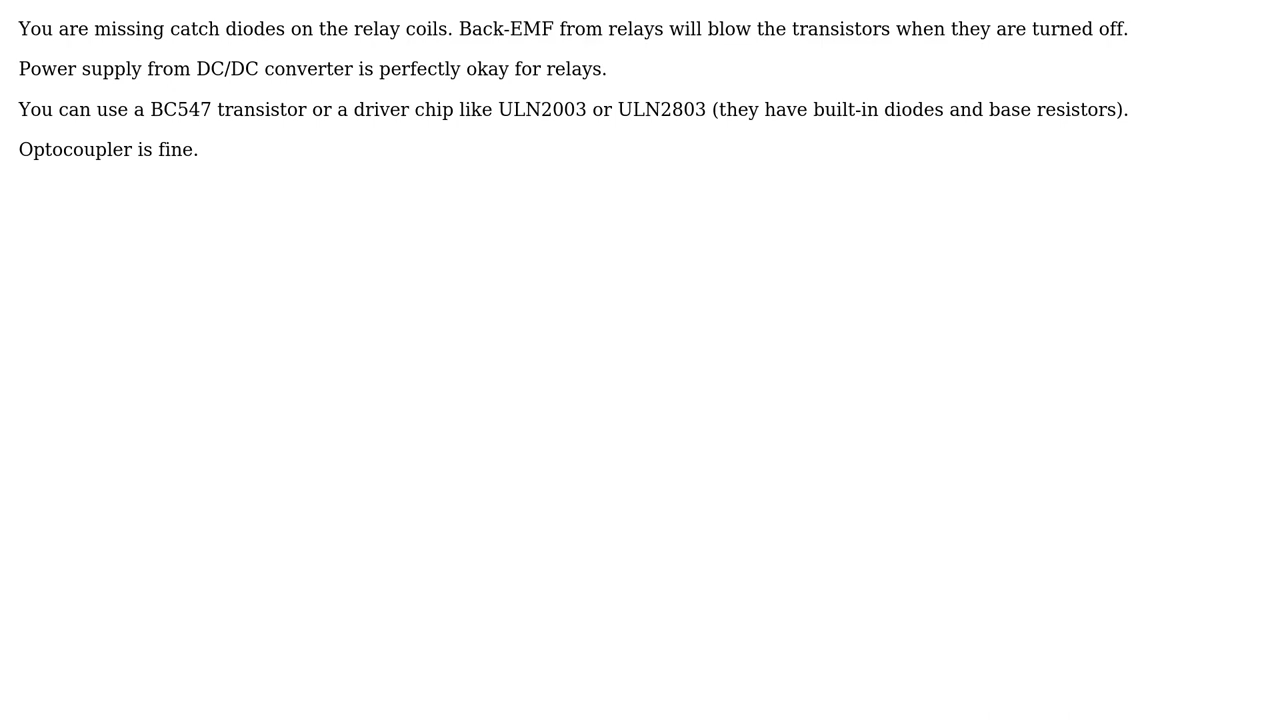 You are missing catch diodes on the relay coils. Back-EMF from relays will blow the transistors when they are turned off.
Power supply from DC/DC converter is perfectly okay for relays.
You can use a BC547 transistor or a driver chip like ULN2003 or ULN2803 (they have built-in diodes and base resistors).
Optocoupler is fine.